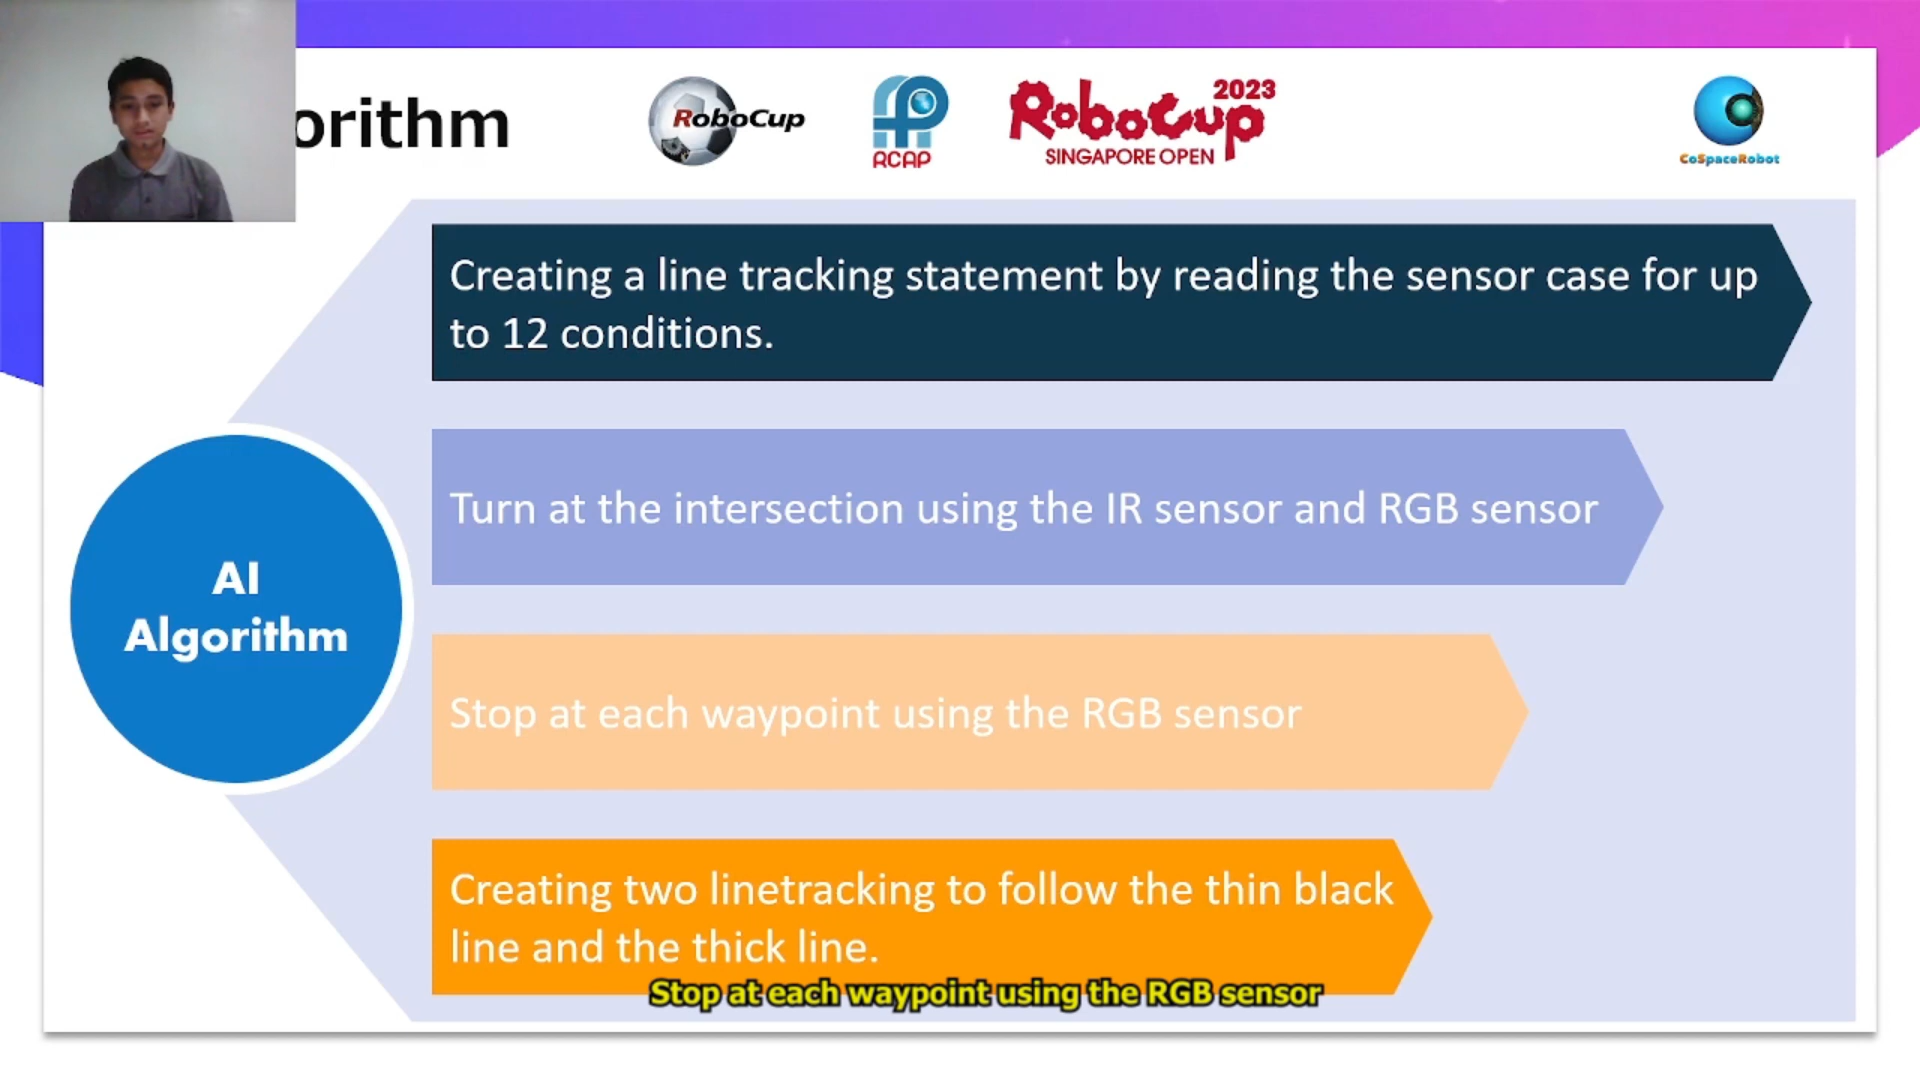 orithm
RoboCup
RCAP
RoboCup 2023
SINGAPORE OPEN
CoSpaceRobot
Creating a line tracking statement by reading the sensor case for up
to 12 conditions.
Turn at the intersection using the IR sensor and RGB sensor
AI
Algorithm
Stop at each waypoint using the RGB sensor
Creating two linetracking to follow the thin black
line and the thick line.
Stop at each waypoint using the RGB sensor